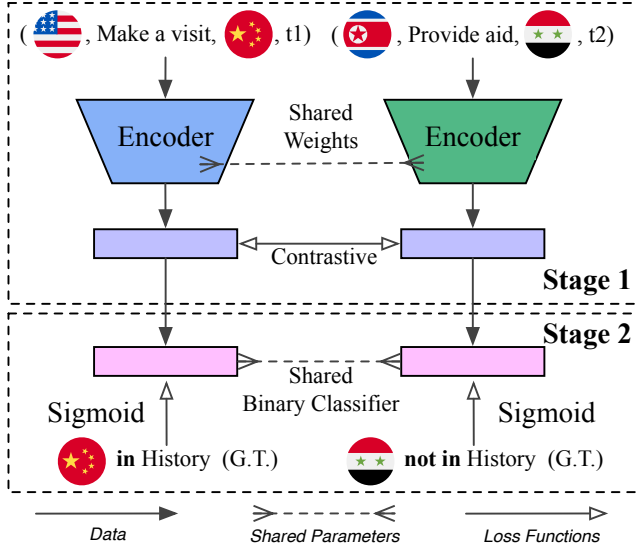 ( , Make a visit, , t1) ( , Provide aid, , t2)
Encoder
Shared
Weights
Encoder
Contrastive
Stage 1
Stage 2
Shared
Binary Classifier
Sigmoid
Sigmoid
in History (G.T.)
not in History (G.T.)
Data
Shared Parameters
Loss Functions